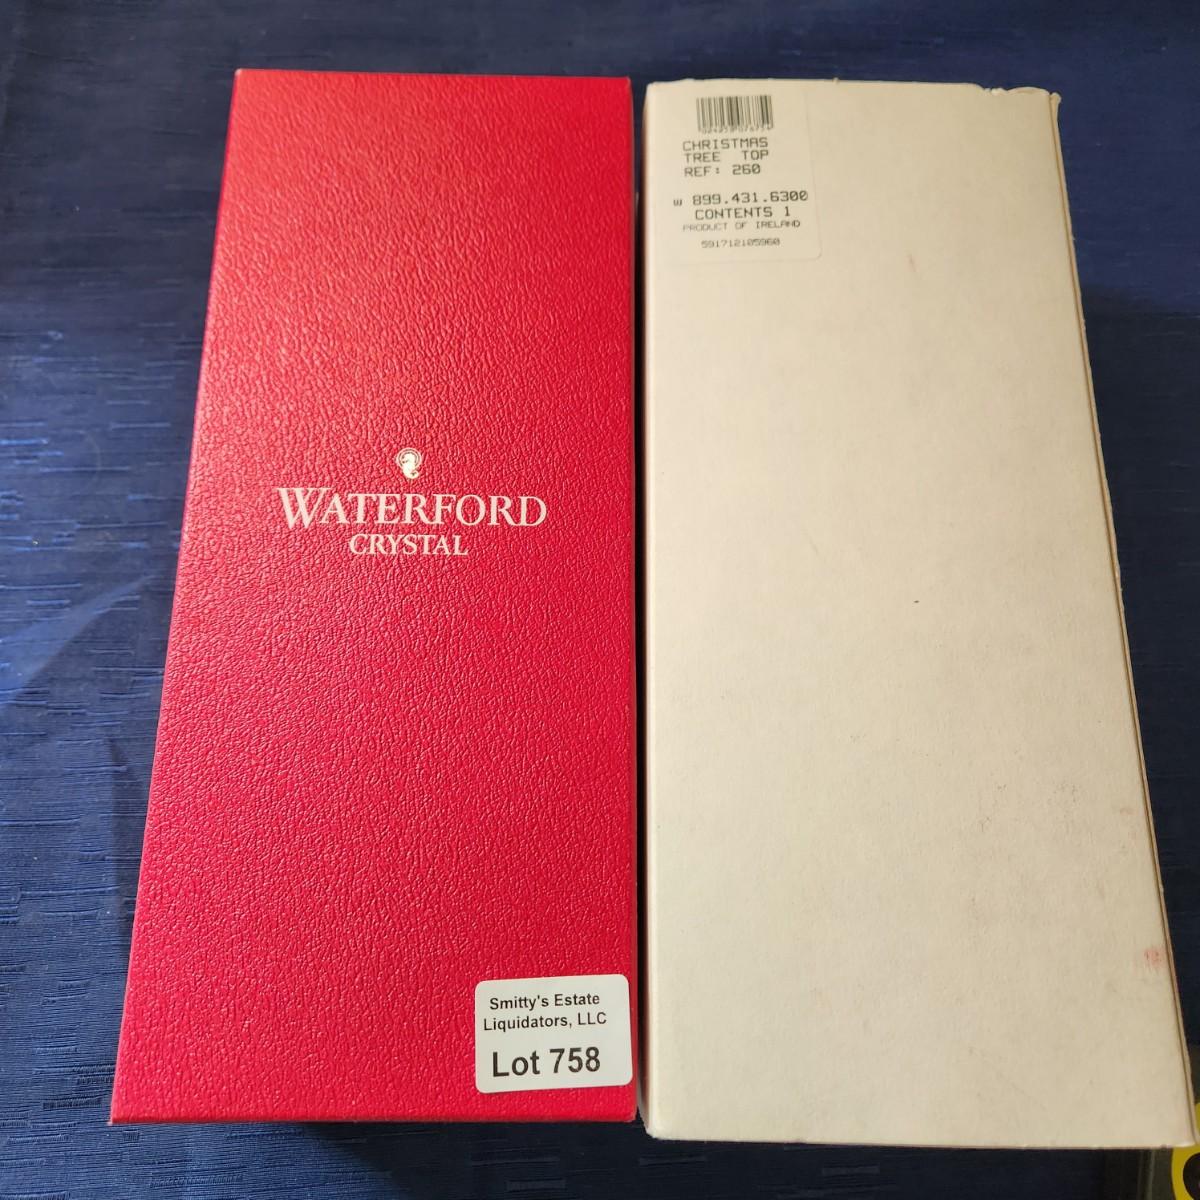 WATERFORD
CRYSTAL
Smitty's Estate
Liquidators, LLC
Lot 758
CHRISTMAS
TREE TOP
REF: 260
W 899.431.6300
CONTENTS 1
PRODUCT OF IRELAND
591712105960